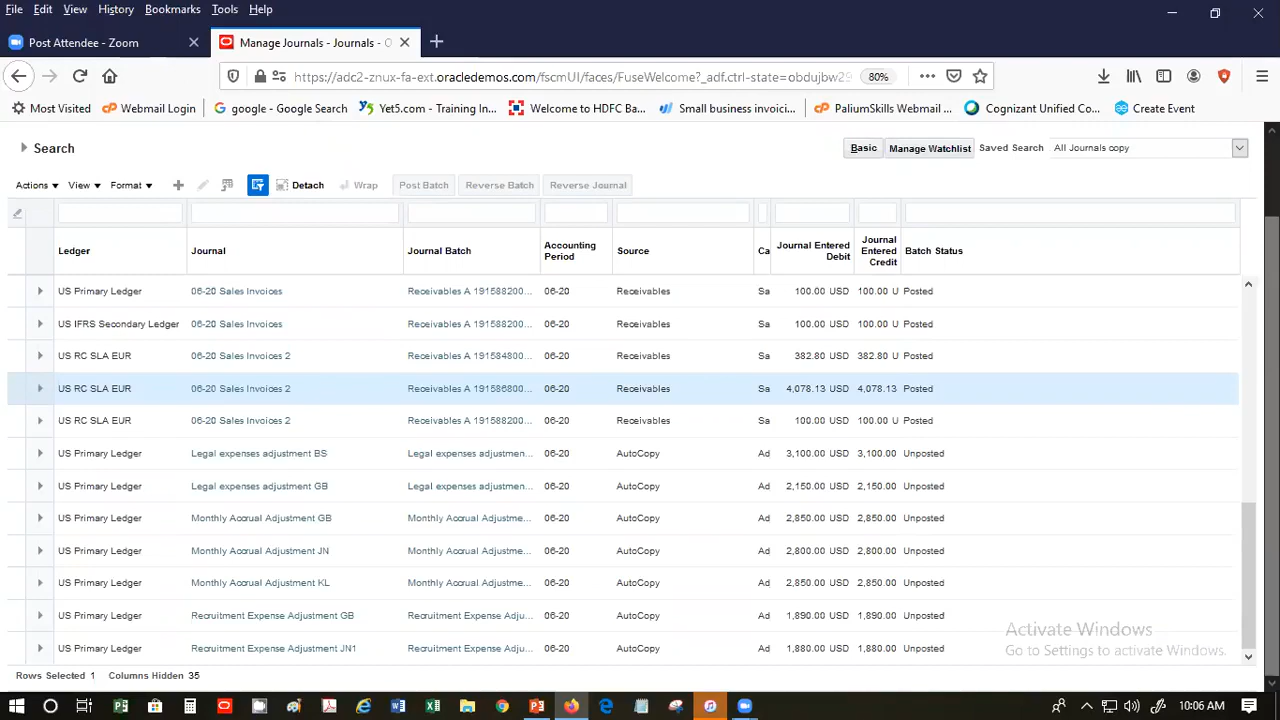 File Edit View History Bookmarks Tools Help
Post Attendee - Zoom
Manage Journals - Journals - O
https://adc2-znux-fa-ext.oracledemos.com/fscmUI/faces/FuseWelcome?_adf.ctrl-state=obdujbw29 80%
Most Visited Webmail Login google - Google Search Yet5.com - Training In... Welcome to HDFC Ba... Small business invoici... PaliumSkills Webmail ... Cognizant Unified Co... Create Event
Search Basic Manage Watchlist Saved Search All Journals copy
Actions View Format Detach Wrap Post Batch Reverse Batch Reverse Journal
Ledger Journal Journal Batch Accounting Period Source Ca Journal Entered Debit Journal Entered Credit Batch Status
US Primary Ledger 06-20 Sales Invoices Receivables A 191588200... 06-20 Receivables Sa 100.00 USD 100.00 U Posted
US IFRS Secondary Ledger 06-20 Sales Invoices Receivables A 191588200... 06-20 Receivables Sa 100.00 USD 100.00 U Posted
US RC SLA EUR 06-20 Sales Invoices 2 Receivables A 191584800... 06-20 Receivables Sa 382.80 USD 382.80 U Posted
US RC SLA EUR 06-20 Sales Invoices 2 Receivables A 191586800... 06-20 Receivables Sa 4,078.13 USD 4,078.13 Posted
US RC SLA EUR 06-20 Sales Invoices 2 Receivables A 191588200... 06-20 Receivables Sa 100.00 USD 100.00 U Posted
US Primary Ledger Legal expenses adjustment BS Legal expenses adjustmen... 06-20 AutoCopy Ad 3,100.00 USD 3,100.00 Unposted
US Primary Ledger Legal expenses adjustment GB Legal expenses adjustmen... 06-20 AutoCopy Ad 2,150.00 USD 2,150.00 Unposted
US Primary Ledger Monthly Accrual Adjustment GB Monthly Accrual Adjustme... 06-20 AutoCopy Ad 2,850.00 USD 2,850.00 Unposted
US Primary Ledger Monthly Accrual Adjustment JN Monthly Accrual Adjustme... 06-20 AutoCopy Ad 2,800.00 USD 2,800.00 Unposted
US Primary Ledger Monthly Accrual Adjustment KL Monthly Accrual Adjustme... 06-20 AutoCopy Ad 2,850.00 USD 2,850.00 Unposted
US Primary Ledger Recruitment Expense Adjustment GB Recruitment Expense Adju... 06-20 AutoCopy Ad 1,890.00 USD 1,890.00 Unposted
US Primary Ledger Recruitment Expense Adjustment JN1 Recruitment Expense Adju... 06-20 AutoCopy Ad 1,880.00 USD 1,880.00 Unposted
Activate Windows
Go to Settings to activate Windows.
Rows Selected 1 Columns Hidden 35
10:06 AM